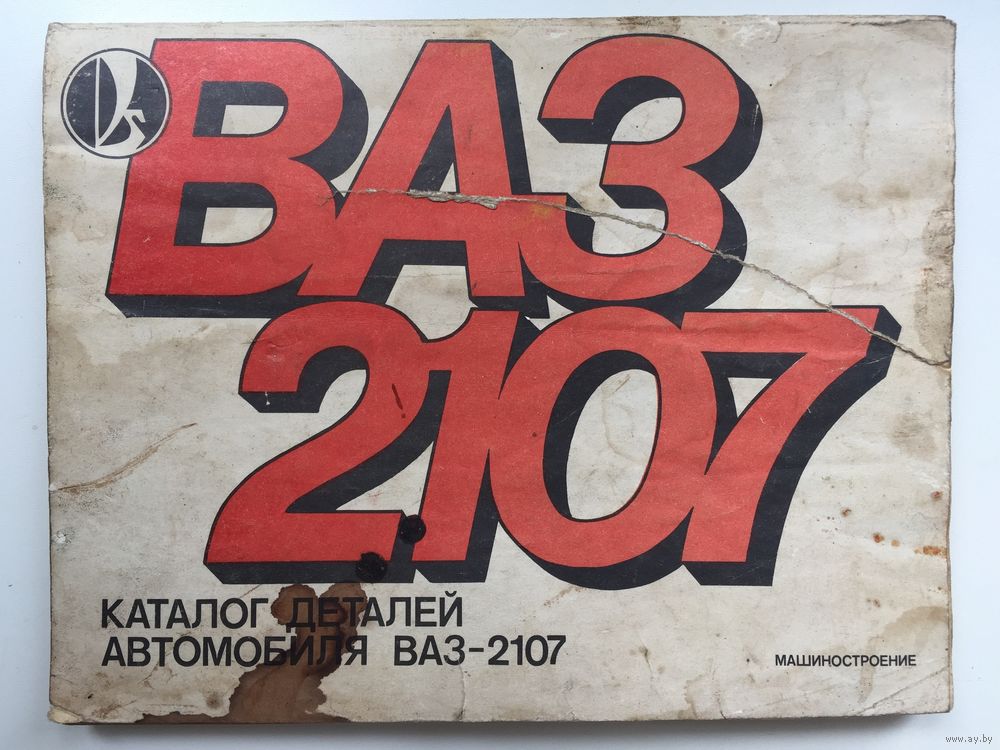 ВАЗ
2107
КАТАЛОГ ДЕТАЛЕЙ
АВТОМОБИЛЯ ВАЗ-2107
МАШИНОСТРОЕНИЕ
www.ay.by